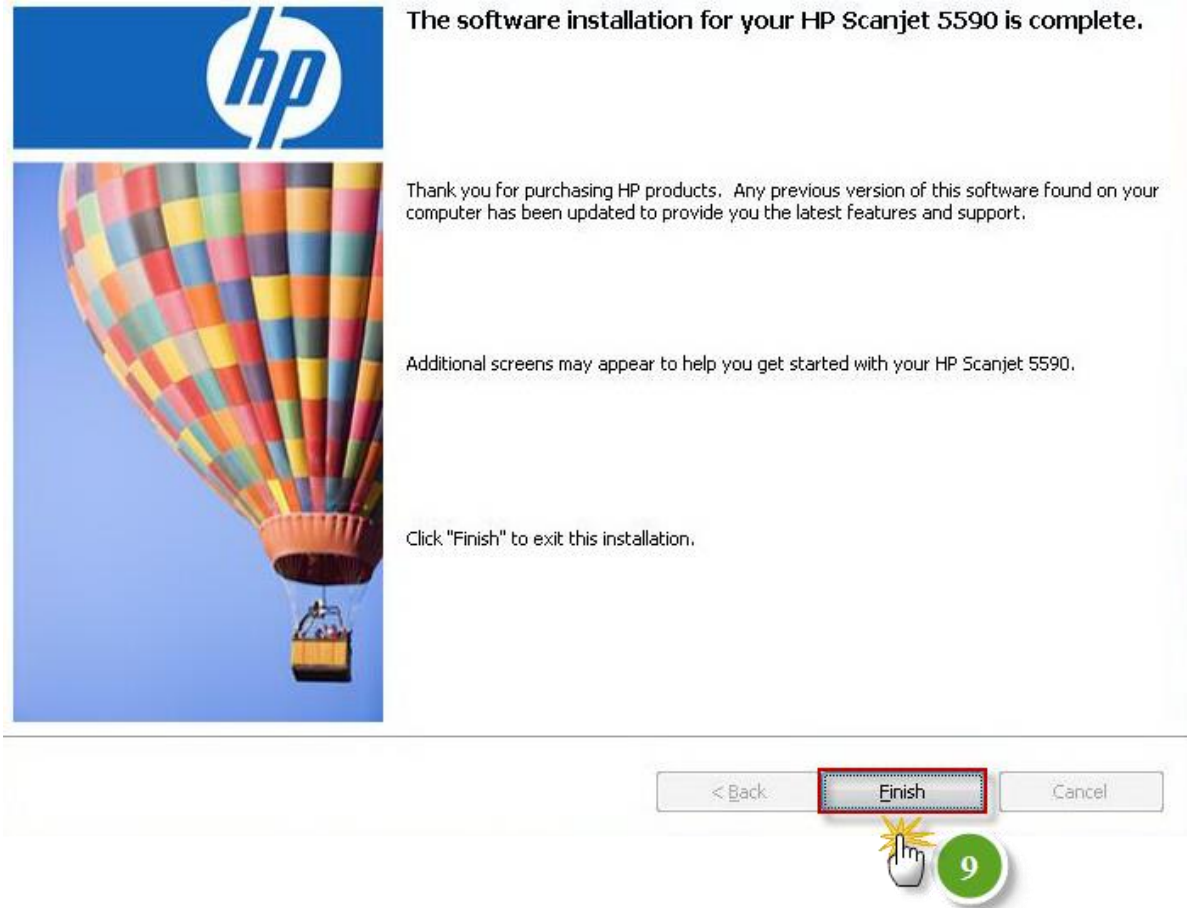 hp
The software installation for your HP Scanjet 5590 is complete.
Thank you for purchasing HP products. Any previous version of this software found on your
computer has been updated to provide you the latest features and support.
Additional screens may appear to help you get started with your HP Scanjet 5590.
Click "Finish" to exit this installation.
< Back Finish Cancel
9